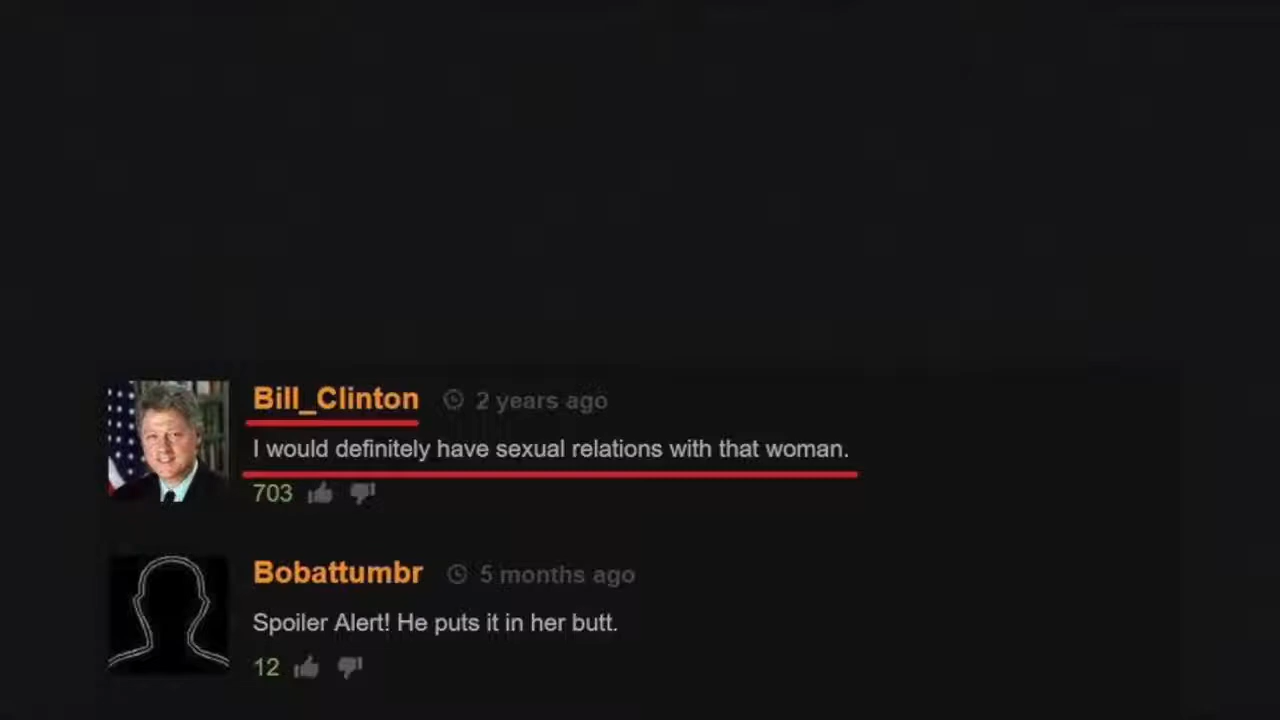 Bill_Clinton 2 years ago
I would definitely have sexual relations with that woman.
703
Bobattumbr 5 months ago
Spoiler Alert! He puts it in her butt.
12